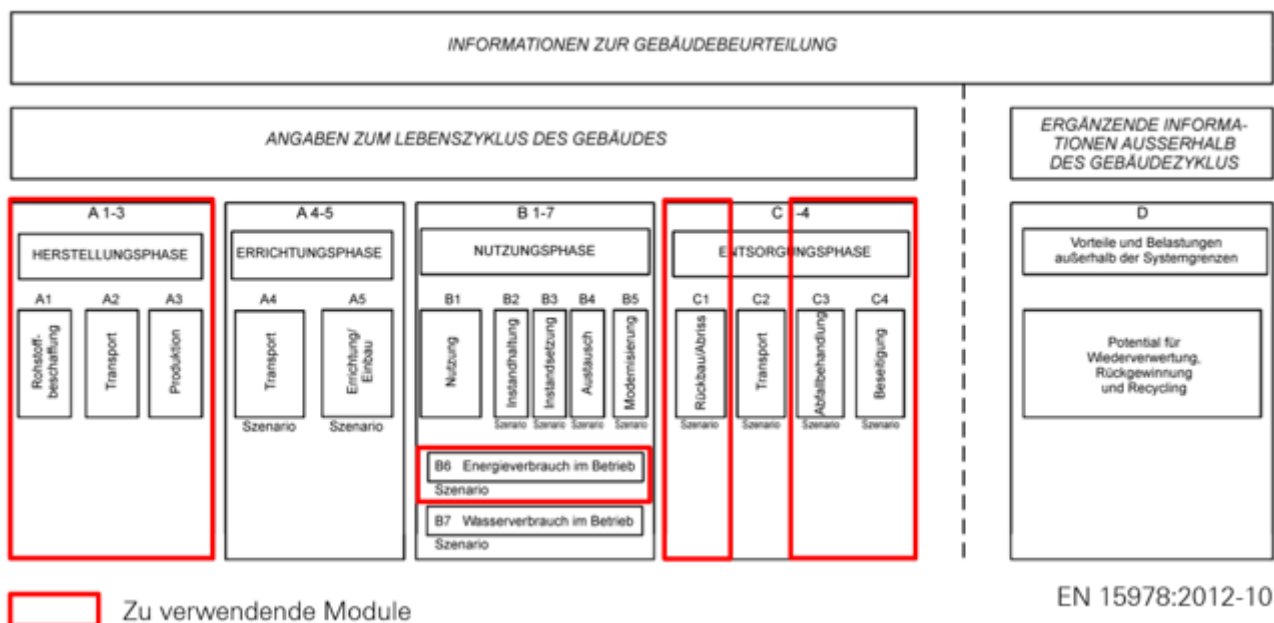 INFORMATIONEN ZUR GEBÄUDEBEURTEILUNG
ANGABEN ZUM LEBENSZYKLUS DES GEBÄUDES
ERGÄNZENDE INFORMA-
TIONEN AUSSERHALB
DES GEBÄUDEZYKLUS
A 1-3
HERSTELLUNGSPHASE
A1 A2 A3
Rohstoff-
beschaffung
Transport
Produktion
A 4-5
ERRICHTUNGSPHASE
A4 A5
Transport
Errichtung/
Einbau
Szenario Szenario
B 1-7
NUTZUNGSPHASE
B1 B2 B3 B4 B5
Nutzung
Instandhaltung
Instandsetzung
Austausch
Modernisierung
Szenario Szenario Szenario Szenario
B6 Energieverbrauch im Betrieb
Szenario
B7 Wasserverbrauch im Betrieb
Szenario
C -4
ENTSORGUNGSPHASE
C1 C2 C3 C4
Rückbau/Abriss
Transport
Abfallbehandlung
Beseitigung
Szenario Szenario Szenario Szenario
D
Vorteile und Belastungen
außerhalb der Systemgrenzen
Potential für
Wiederverwertung,
Rückgewinnung
und Recycling
Zu verwendende Module
EN 15978:2012-10